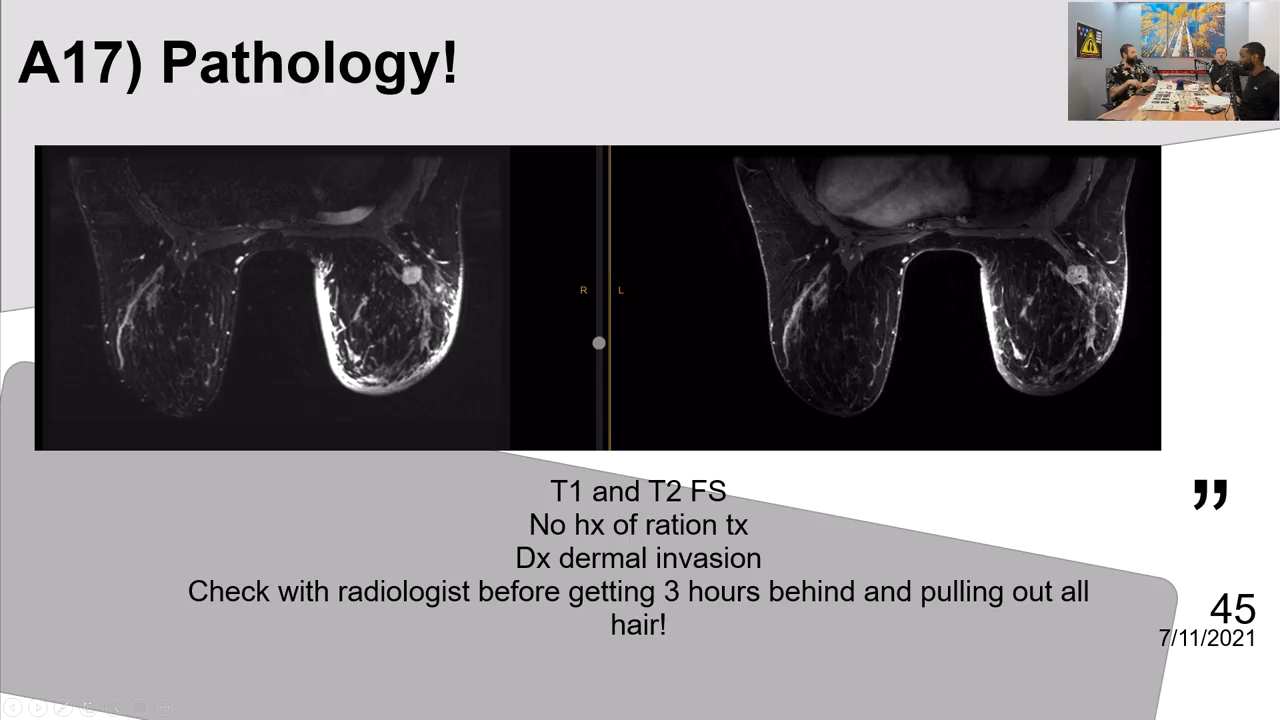 A17) Pathology!
R
L
T1 and T2 FS
No hx of ration tx
Dx dermal invasion
Check with radiologist before getting 3 hours behind and pulling out all
hair!
”
45
7/11/2021